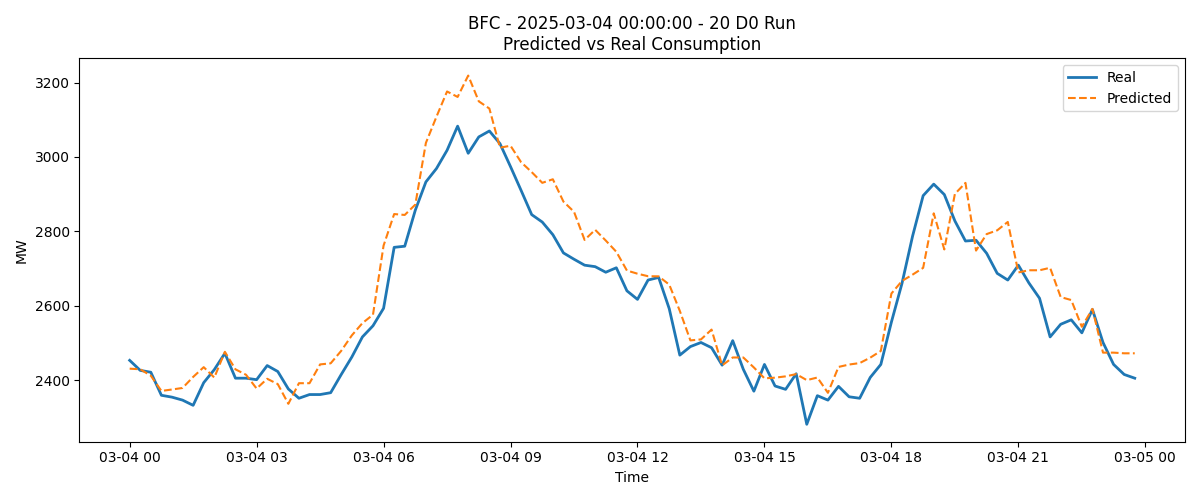 BFC - 2025-03-04 00:00:00 - 20 D0 Run
Predicted vs Real Consumption
Real
Predicted
MW
3200
3000
2800
2600
2400
03-04 00
03-04 03
03-04 06
03-04 09
03-04 12
03-04 15
03-04 18
03-04 21
03-05 00
Time